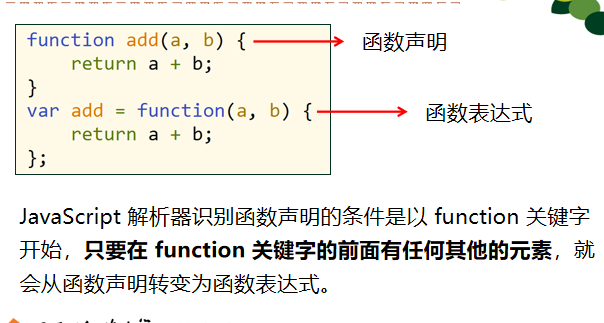 function add(a, b) {
函数声明
    return a + b;
}
var add = function(a, b) {
函数表达式
    return a + b;
};
JavaScript 解析器识别函数声明的条件是以 function 关键字
开始，只要在 function 关键字的前面有任何其他的元素，就
会从函数声明转变为函数表达式。